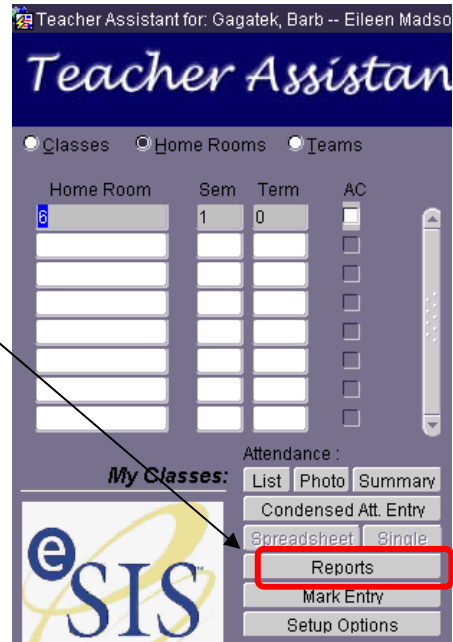 Teacher Assistant for: Gagatek, Barb -- Eileen Madso
Teacher Assistan
Classes Home Rooms Teams
Home Room Sem Term AC
6 1 0
Attendance :
My Classes: List Photo Summary
Condensed Att. Entry
Spreadsheet Single
Reports
Mark Entry
Setup Options
eSIS